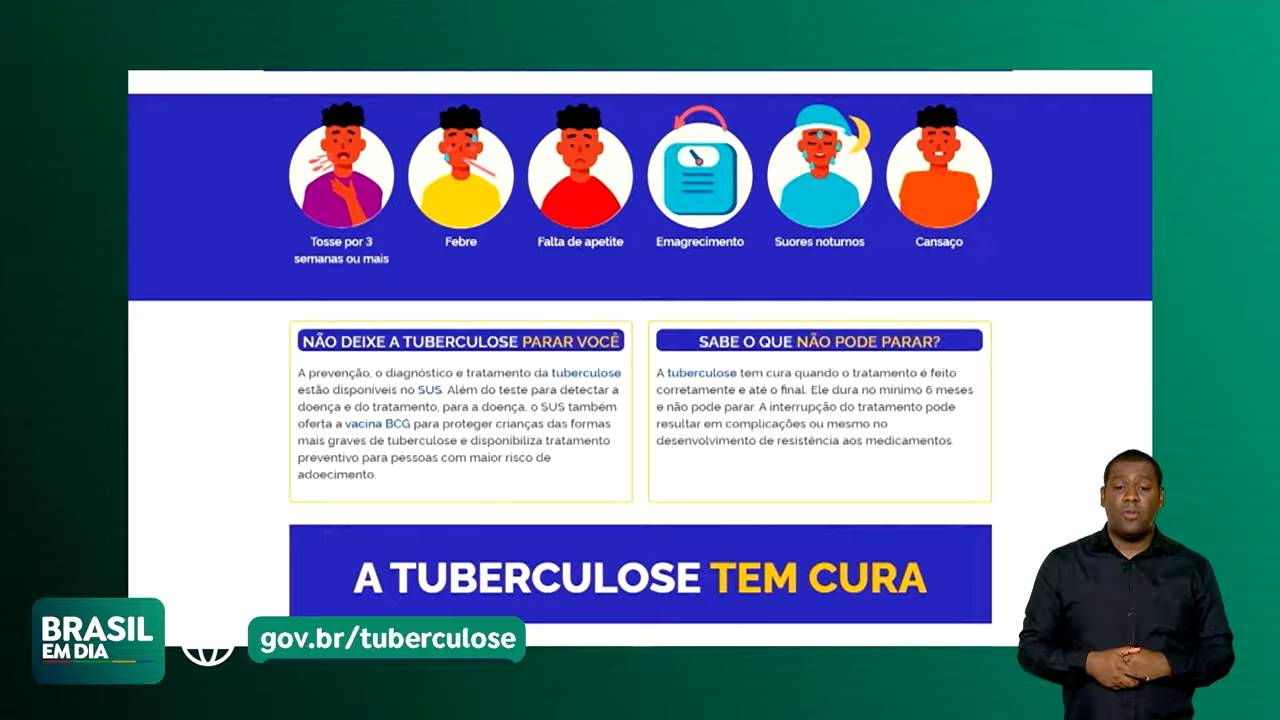 Tosse por 3
semanas ou mais
Febre
Falta de apetite
Emagrecimento
Suores noturnos
Cansaço
NÃO DEIXE A TUBERCULOSE PARAR VOCÊ
A prevenção, o diagnóstico e tratamento da tuberculose
estão disponíveis no SUS. Além do teste para detectar a
doença e do tratamento, para a doença, o SUS também
oferta a vacina BCG para proteger crianças das formas
mais graves de tuberculose e disponibiliza tratamento
preventivo para pessoas com maior risco de
adoecimento.
SABE O QUE NÃO PODE PARAR?
A tuberculose tem cura quando o tratamento é feito
corretamente e até o final. Ele dura no mínimo 6 meses
e não pode parar. A interrupção do tratamento pode
resultar em complicações ou mesmo no
desenvolvimento de resistência aos medicamentos.
A TUBERCULOSE TEM CURA
BRASIL
EM DIA
gov.br/tuberculose